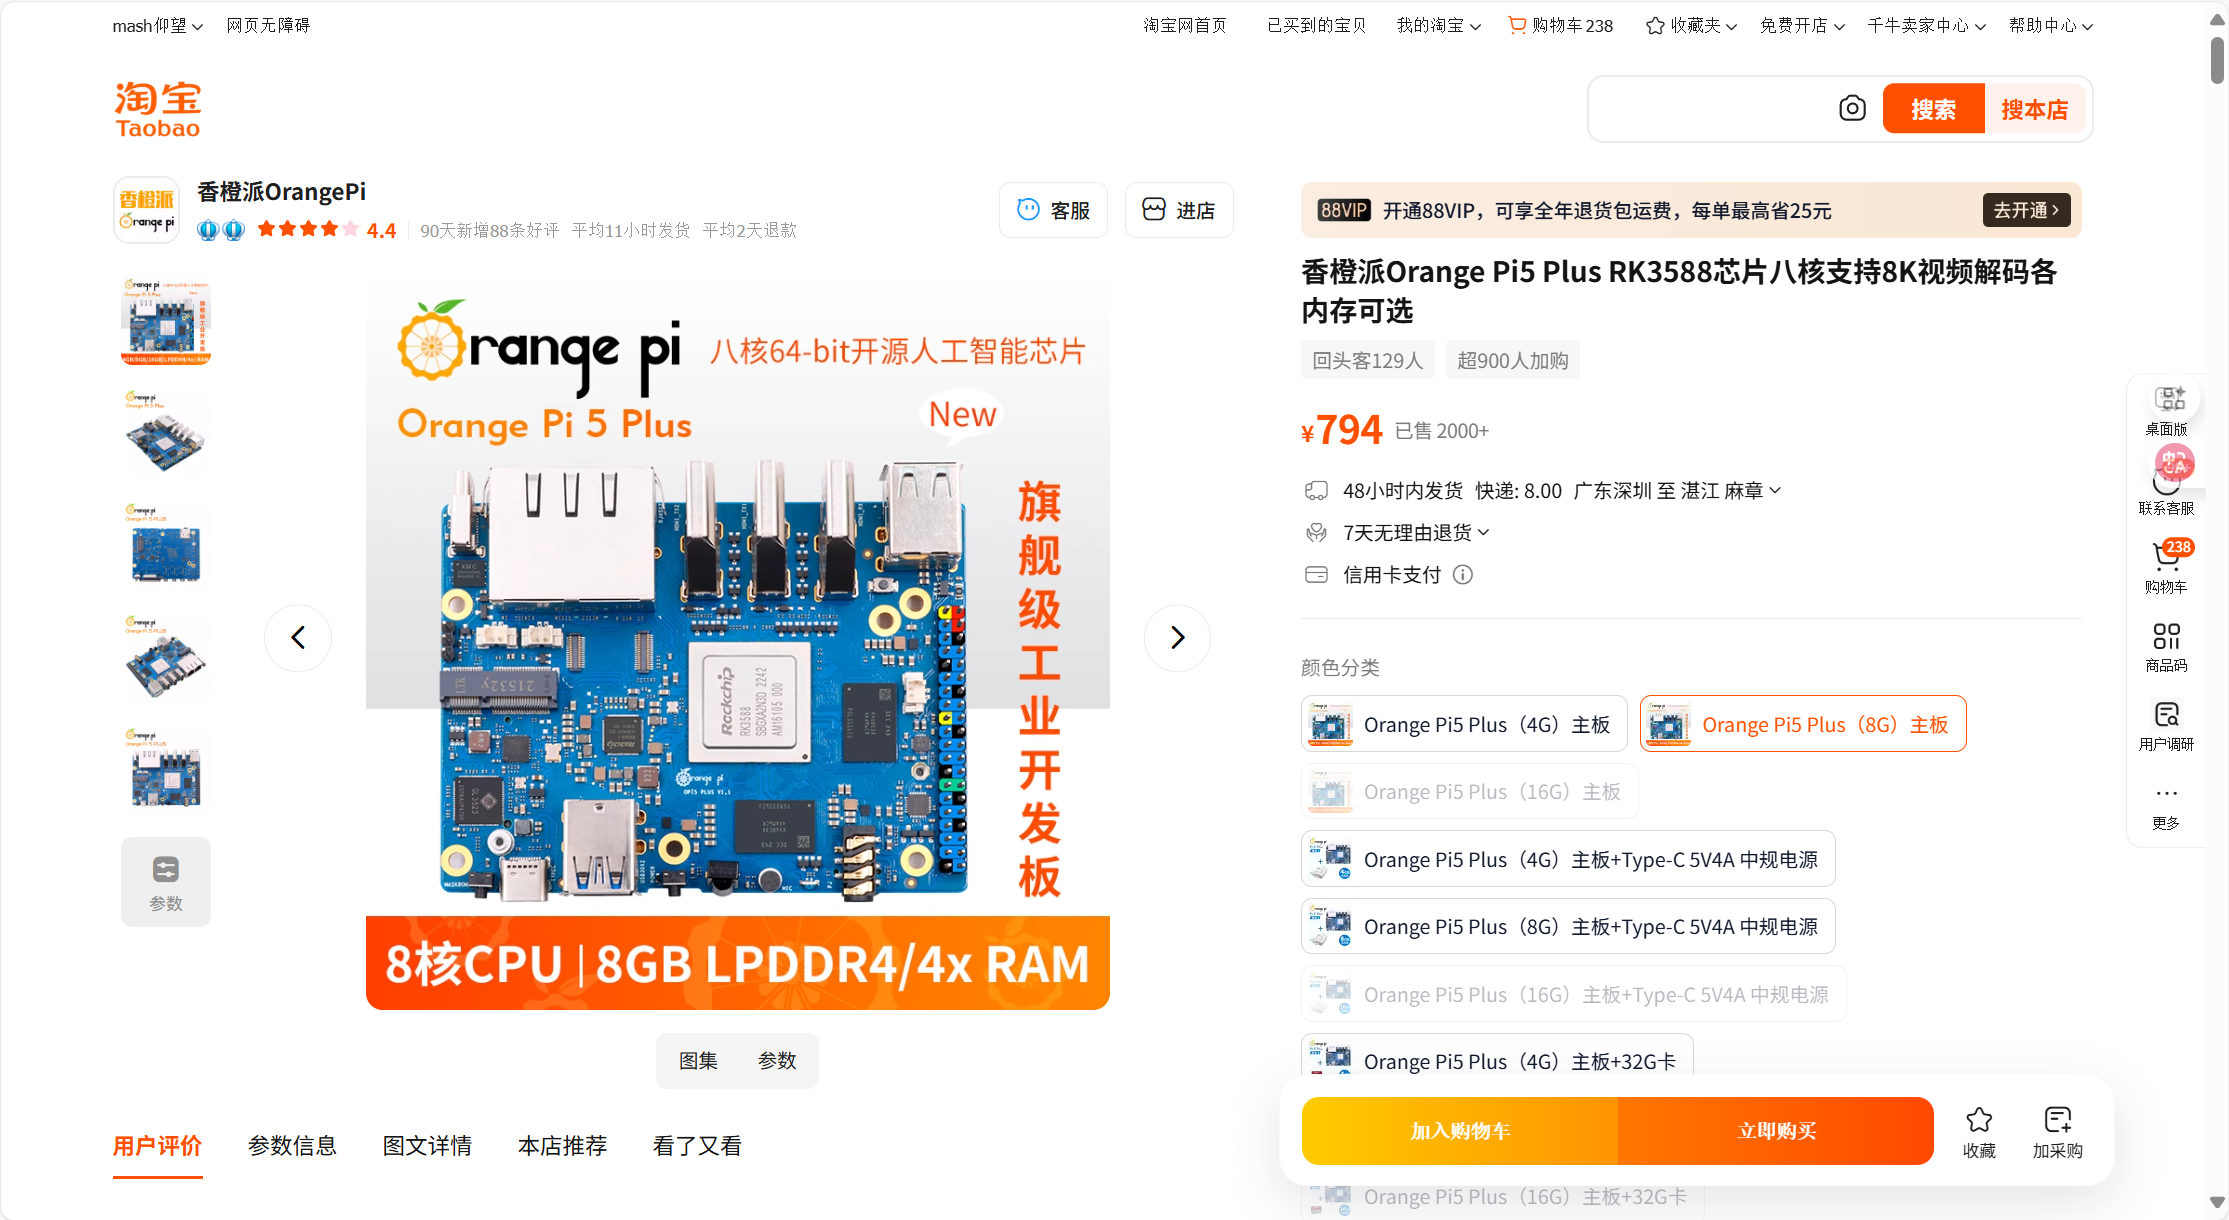 mash仰望
网页无障碍
淘宝网首页
已买到的宝贝
我的淘宝
购物车 238
收藏夹
免费开店
千牛卖家中心
帮助中心
淘宝
Taobao
搜索
搜本店
香橙派
Orange pi
香橙派OrangePi
4.4
90天新增88条好评 平均11小时发货 平均2天退款
客服
进店
88VIP 开通88VIP，可享全年退货包运费，每单最高省25元
去开通
香橙派Orange Pi5 Plus RK3588芯片八核支持8K视频解码各
内存可选
回头客129人
超900人加购
¥794 已售 2000+
48小时内发货 快递: 8.00 广东深圳 至 湛江 麻章
7天无理由退货
信用卡支付
颜色分类
Orange Pi5 Plus（4G）主板
Orange Pi5 Plus（8G）主板
Orange Pi5 Plus（16G）主板
Orange Pi5 Plus（4G）主板+Type-C 5V4A 中规电源
Orange Pi5 Plus（8G）主板+Type-C 5V4A 中规电源
Orange Pi5 Plus（16G）主板+Type-C 5V4A 中规电源
Orange Pi5 Plus（4G）主板+32G卡
加入购物车
立即购买
收藏
加采购
Orange Pi5 Plus（16G）主板+32G卡
Orange pi
八核64-bit开源人工智能芯片
Orange Pi 5 Plus
New
旗舰级工业开发板
Rockchip
RK3588
SBGXA2N3D 2242
AM16105 000
Orange pi
OPI5 PLUS V1.1
LTK 21532y
8核CPU | 8GB LPDDR4/4x RAM
参数
图集
参数
用户评价
参数信息
图文详情
本店推荐
看了又看
桌面版
联系客服
238
购物车
商品码
用户调研
更多